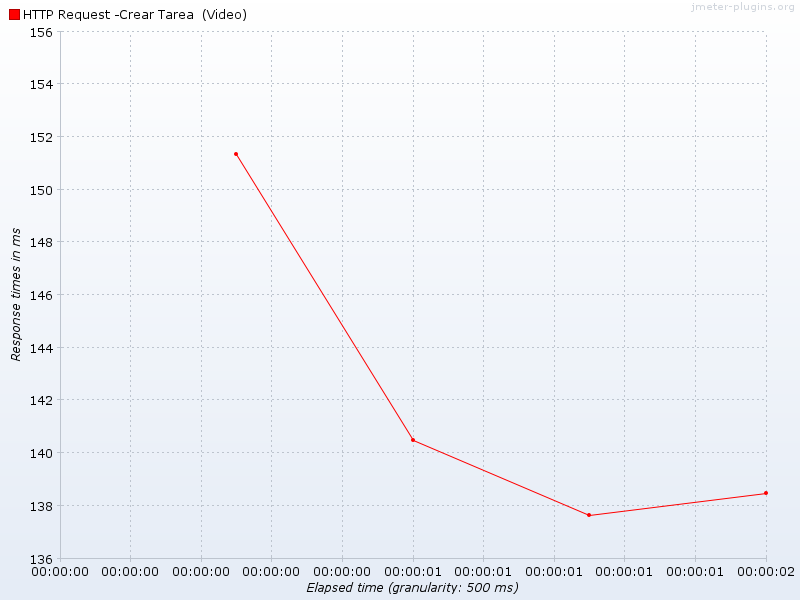 jmeter-plugins.org
HTTP Request -Crear Tarea  (Video)
156
154
152
150
148
146
144
142
140
138
136
Response times in ms
00:00:00 00:00:00 00:00:00 00:00:00 00:00:00 00:00:01 00:00:01 00:00:01 00:00:01 00:00:01 00:00:02
Elapsed time (granularity: 500 ms)